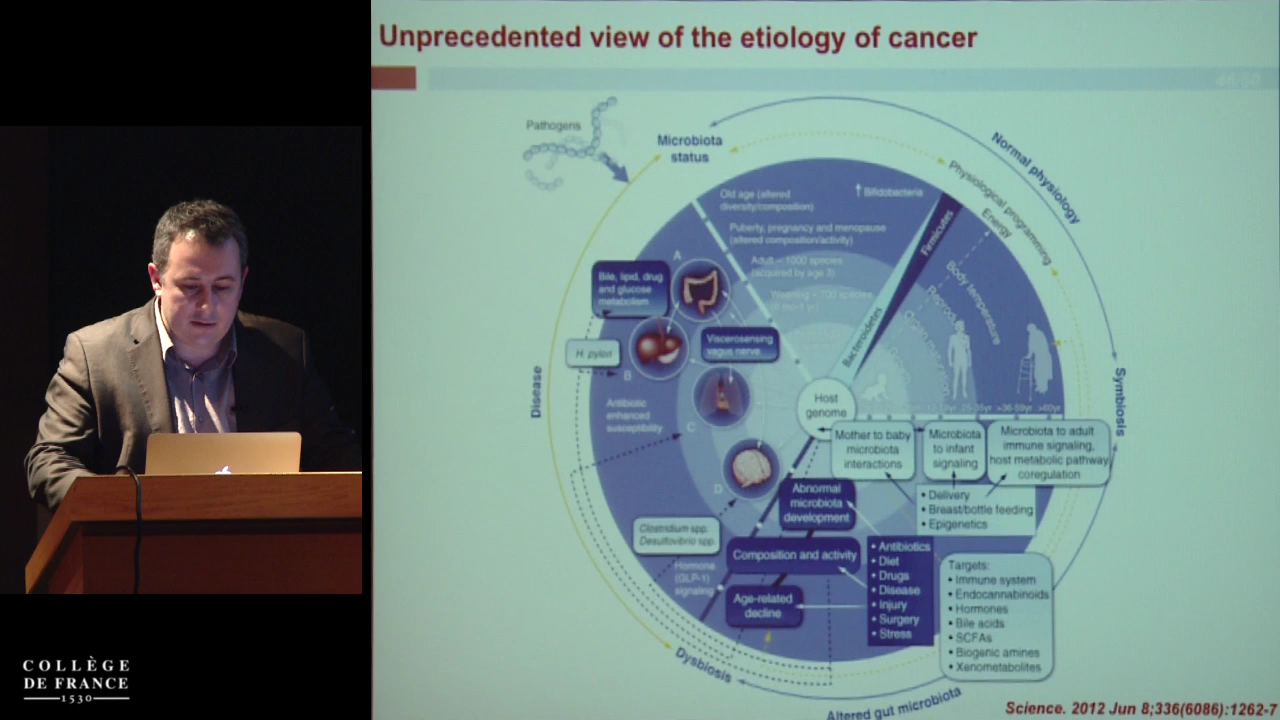 Unprecedented view of the etiology of cancer
Pathogens
Microbiota
status
Normal physiology
Physiological programming
Energy
Body temperature
Old age (altered
diversity/composition)
↑ Bifidobacteria
Puberty, pregnancy and menopause
(altered composition/activity)
Adult ~1000 species
(acquired by age 3)
Firmicutes
Bacteroidetes
A
Bile, lipid, drug
and glucose
metabolism
H. pylori
B
Viscerosensing
vagus nerve
Antibiotic
enhanced
susceptibility
C
D
Disease
Symbiosis
Host
genome
25-35yr
>36-59yr
>60yr
Mother to baby
microbiota
interactions
Microbiota
to infant
signaling
Microbiota to adult
immune signaling,
host metabolic pathway
coregulation
• Delivery
• Breast/bottle feeding
• Epigenetics
Abnormal
microbiota
development
Clostridium spp.
Desulfovibrio spp.
Composition and activity
Hormone
(GLP-1)
signaling
Age-related
decline
• Antibiotics
• Diet
• Drugs
• Disease
• Injury
• Surgery
• Stress
Targets:
• Immune system
• Endocannabinoids
• Hormones
• Bile acids
• SCFAs
• Biogenic amines
• Xenometabolites
Dysbiosis
Altered gut microbiota
Science. 2012 Jun 8;336(6086):1262-7
COLLÈGE
DE FRANCE
1530